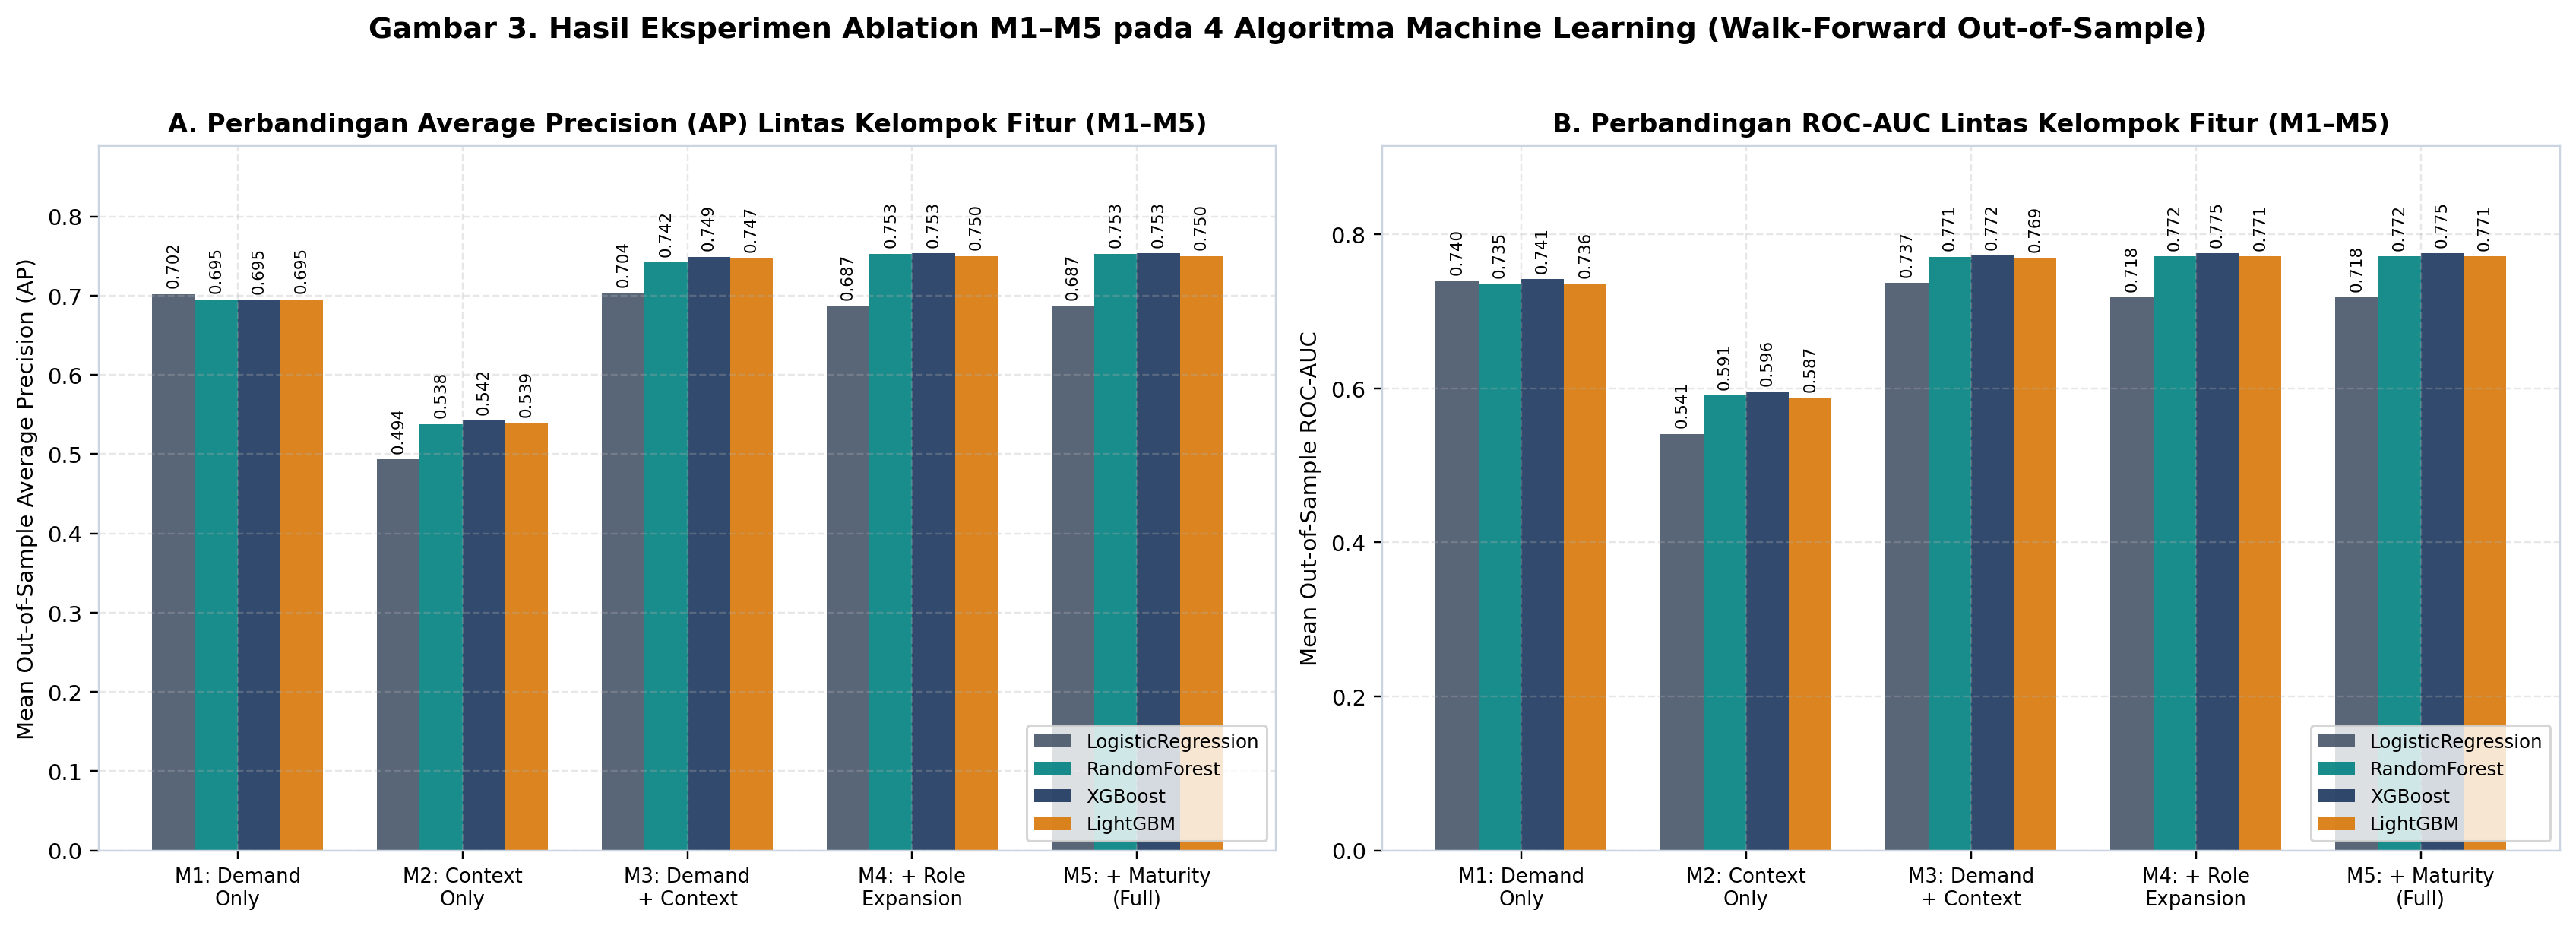 Gambar 3. Hasil Eksperimen Ablation M1–M5 pada 4 Algoritma Machine Learning (Walk-Forward Out-of-Sample)
A. Perbandingan Average Precision (AP) Lintas Kelompok Fitur (M1–M5)
Mean Out-of-Sample Average Precision (AP)
0.8
0.7
0.6
0.5
0.4
0.3
0.2
0.1
0.0
0.702
0.695
0.695
0.695
0.494
0.538
0.542
0.539
0.704
0.742
0.749
0.747
0.687
0.753
0.753
0.750
0.687
0.753
0.753
0.750
LogisticRegression
RandomForest
XGBoost
LightGBM
M1: Demand
Only
M2: Context
Only
M3: Demand
+ Context
M4: + Role
Expansion
M5: + Maturity
(Full)
B. Perbandingan ROC-AUC Lintas Kelompok Fitur (M1–M5)
Mean Out-of-Sample ROC-AUC
0.8
0.6
0.4
0.2
0.0
0.740
0.735
0.741
0.736
0.541
0.591
0.596
0.587
0.737
0.771
0.772
0.769
0.718
0.772
0.775
0.771
0.718
0.772
0.775
0.771
LogisticRegression
RandomForest
XGBoost
LightGBM
M1: Demand
Only
M2: Context
Only
M3: Demand
+ Context
M4: + Role
Expansion
M5: + Maturity
(Full)